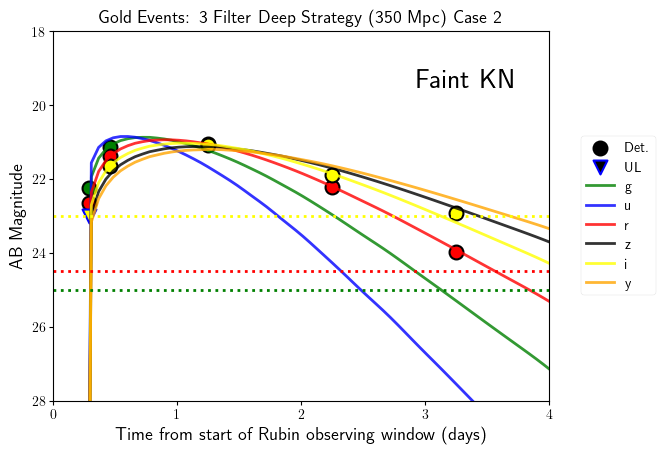 Gold Events: 3 Filter Deep Strategy (350 Mpc) Case 2
18
20
22
24
26
28
AB Magnitude
Faint KN
0
1
2
3
4
Time from start of Rubin observing window (days)
Det.
UL
g
u
r
z
i
y